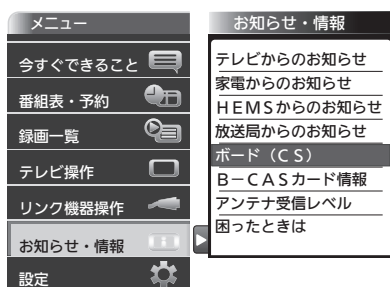 メニュー
今すぐできること
番組表・予約
録画一覧
テレビ操作
リンク機器操作
お知らせ・情報
設定
お知らせ・情報
テレビからのお知らせ
家電からのお知らせ
ＨＥＭＳからのお知らせ
放送局からのお知らせ
ボード（ＣＳ）
Ｂ－ＣＡＳカード情報
アンテナ受信レベル
困ったときは